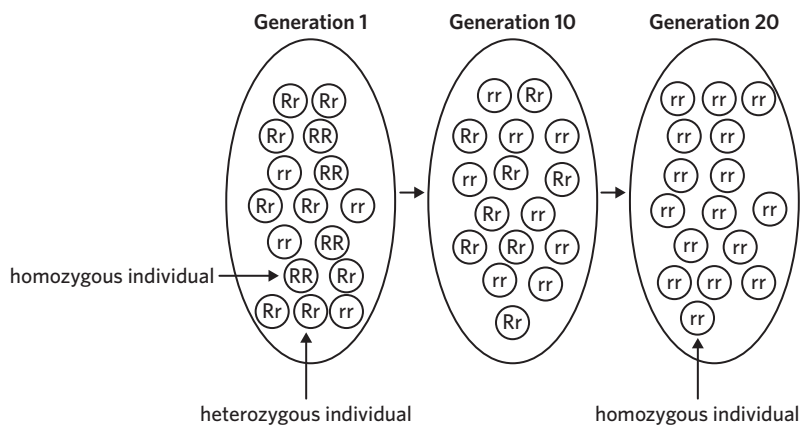 Generation 1
Generation 10
Generation 20
Rr Rr
Rr RR
rr RR
Rr Rr rr
rr RR
RR Rr
Rr Rr rr
rr Rr
Rr rr rr
rr Rr Rr
Rr rr
Rr Rr rr
rr rr
Rr
rr rr rr
rr rr
rr rr
rr rr rr
rr rr
rr rr rr
rr
homozygous individual
heterozygous individual
homozygous individual